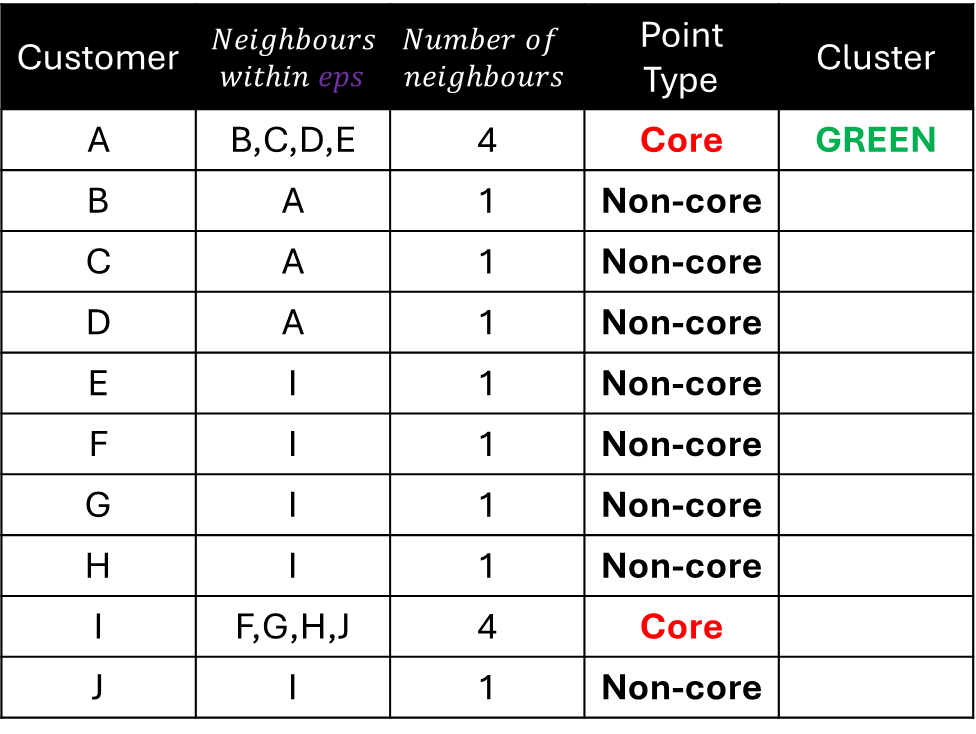 Customer Neighbours within eps Number of neighbours Point Type Cluster
A B,C,D,E 4 Core GREEN
B A 1 Non-core
C A 1 Non-core
D A 1 Non-core
E I 1 Non-core
F I 1 Non-core
G I 1 Non-core
H I 1 Non-core
I F,G,H,J 4 Core
J I 1 Non-core